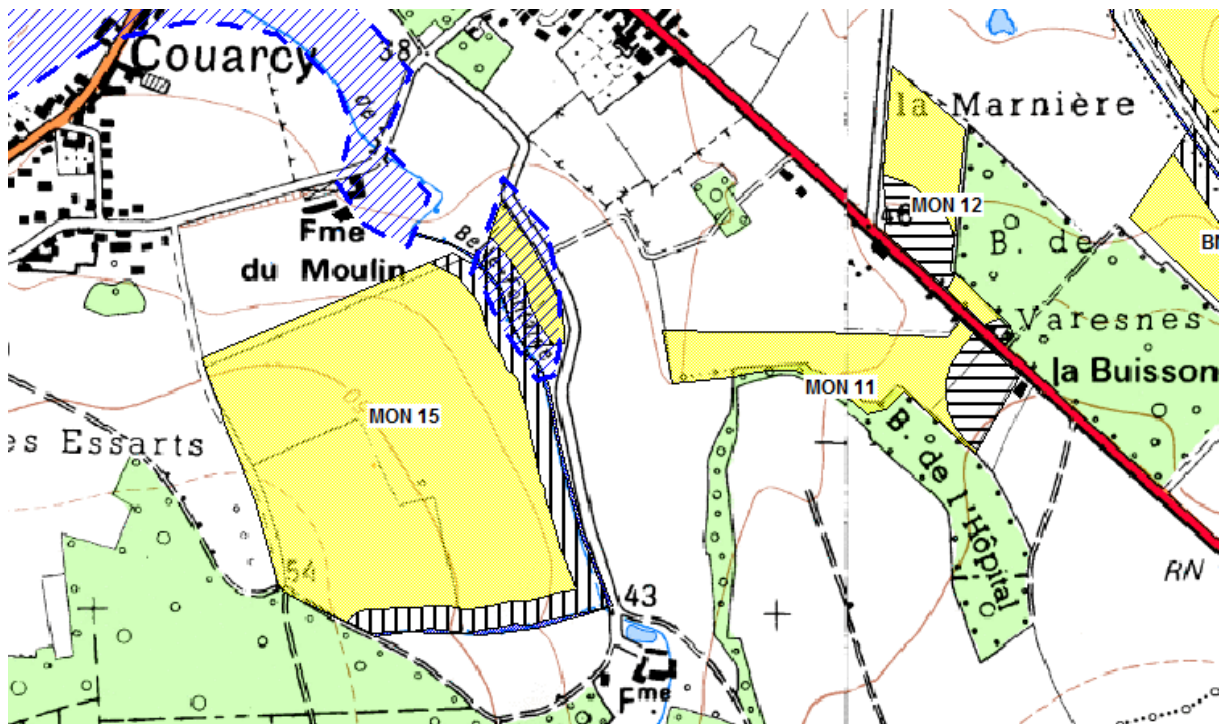 Couarcy
38
la Marnière
MON 12
46
Fme
du Moulin
B. de
Varesnes
la Buisson
MON 11
MON 15
es Essarts
B. de l'Hôpital
54
43
RN
Fme